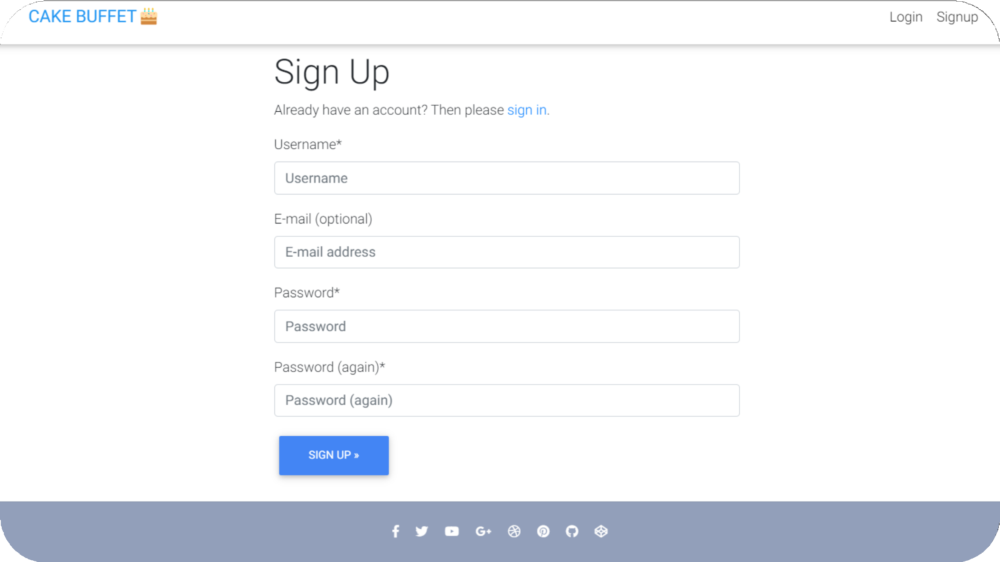 CAKE BUFFET
Login Signup
Sign Up
Already have an account? Then please sign in.
Username*
Username
E-mail (optional)
E-mail address
Password*
Password
Password (again)*
Password (again)
SIGN UP »